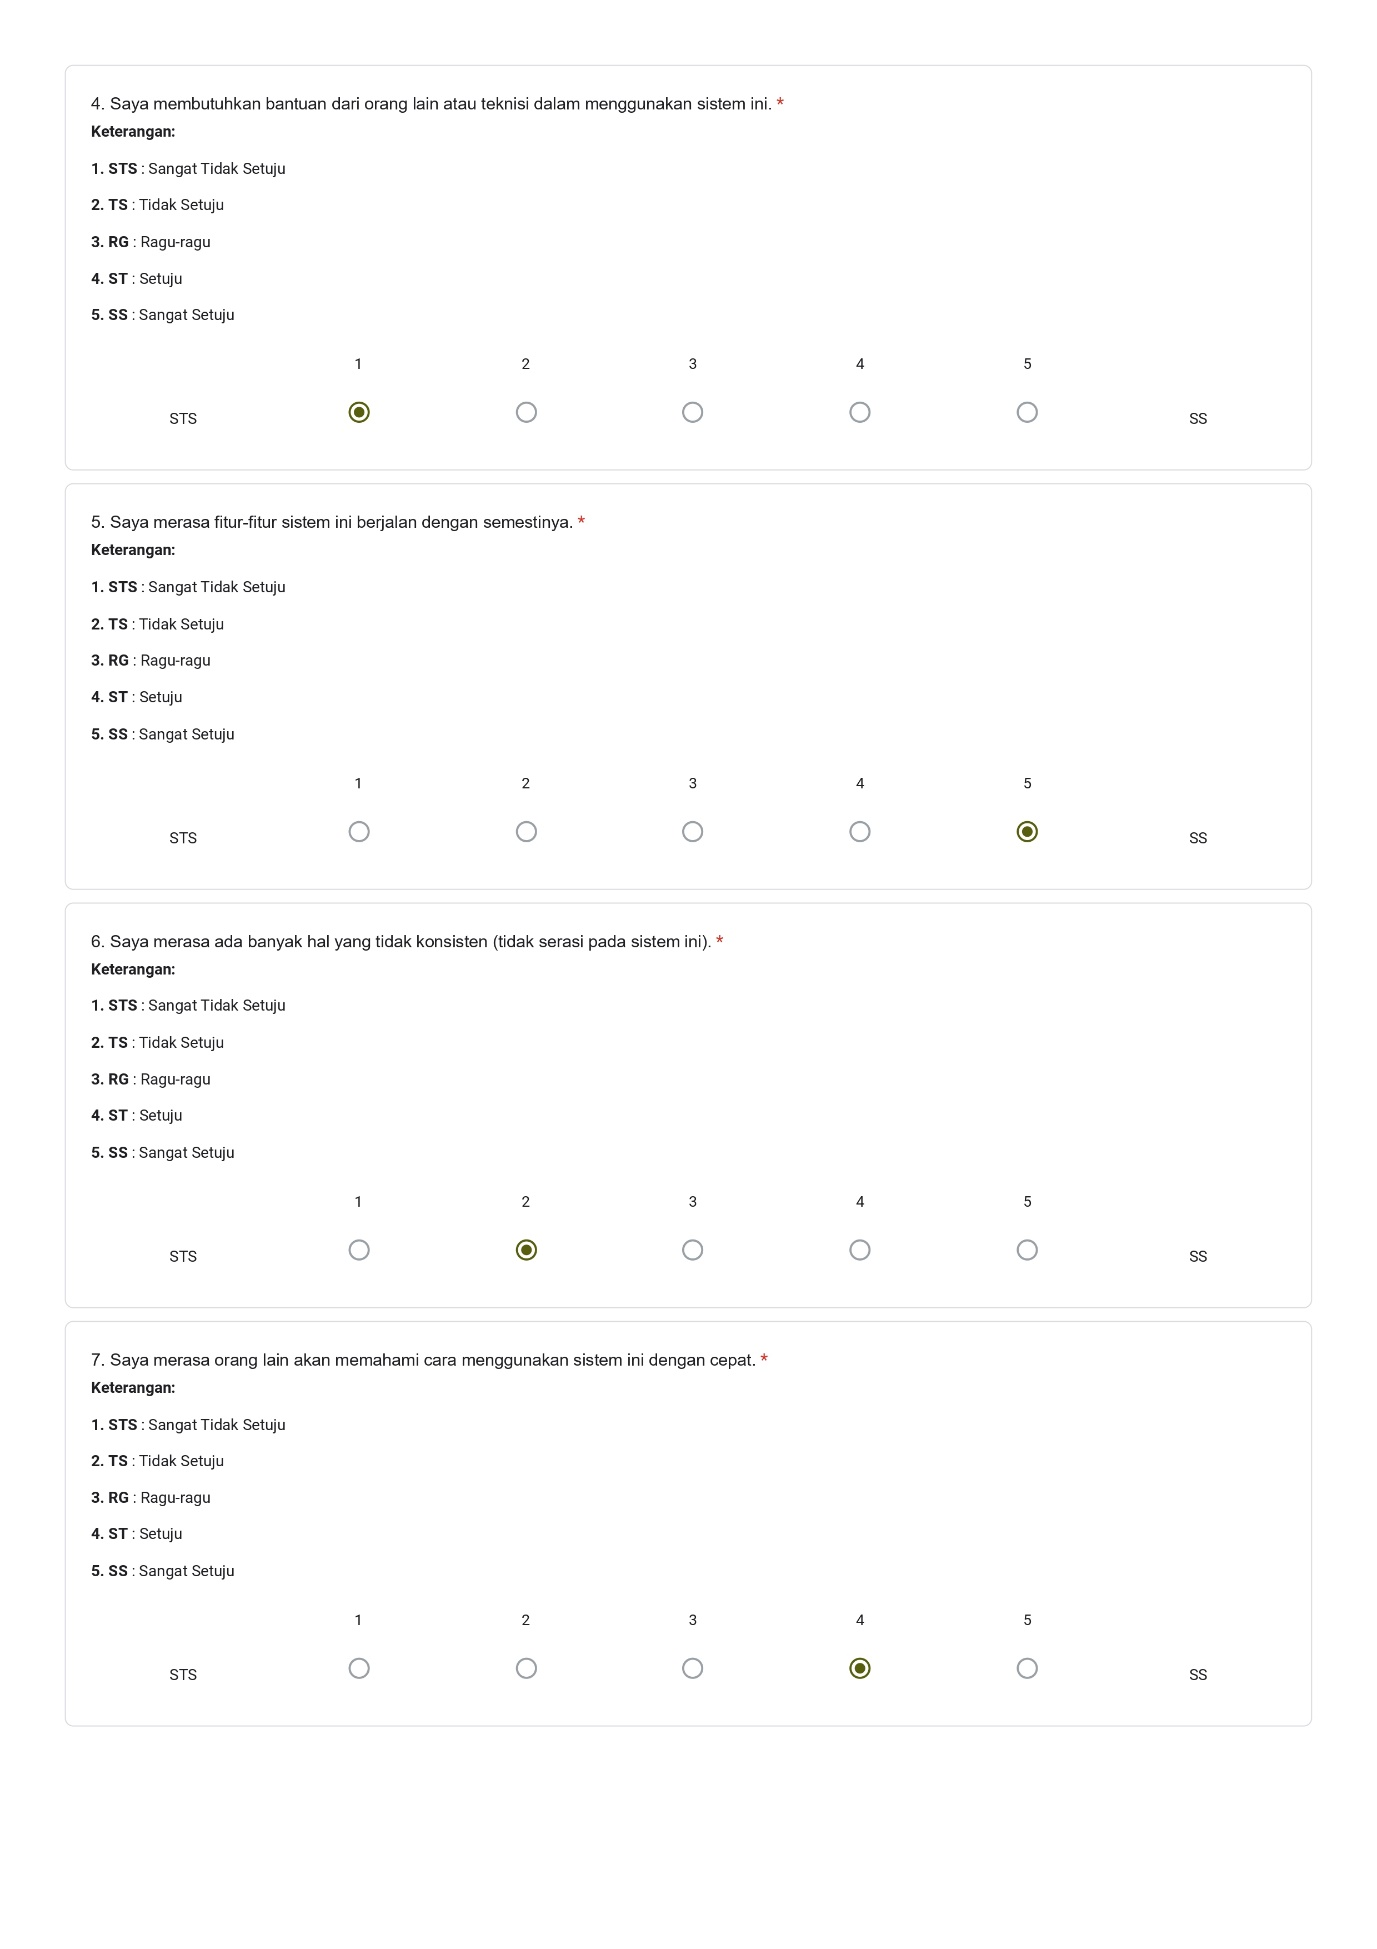 4. Saya membutuhkan bantuan dari orang lain atau teknisi dalam menggunakan sistem ini. *
Keterangan:
1. STS : Sangat Tidak Setuju
2. TS : Tidak Setuju
3. RG : Ragu-ragu
4. ST : Setuju
5. SS : Sangat Setuju
1 2 3 4 5
STS SS
5. Saya merasa fitur-fitur sistem ini berjalan dengan semestinya. *
Keterangan:
1. STS : Sangat Tidak Setuju
2. TS : Tidak Setuju
3. RG : Ragu-ragu
4. ST : Setuju
5. SS : Sangat Setuju
1 2 3 4 5
STS SS
6. Saya merasa ada banyak hal yang tidak konsisten (tidak serasi pada sistem ini). *
Keterangan:
1. STS : Sangat Tidak Setuju
2. TS : Tidak Setuju
3. RG : Ragu-ragu
4. ST : Setuju
5. SS : Sangat Setuju
1 2 3 4 5
STS SS
7. Saya merasa orang lain akan memahami cara menggunakan sistem ini dengan cepat. *
Keterangan:
1. STS : Sangat Tidak Setuju
2. TS : Tidak Setuju
3. RG : Ragu-ragu
4. ST : Setuju
5. SS : Sangat Setuju
1 2 3 4 5
STS SS